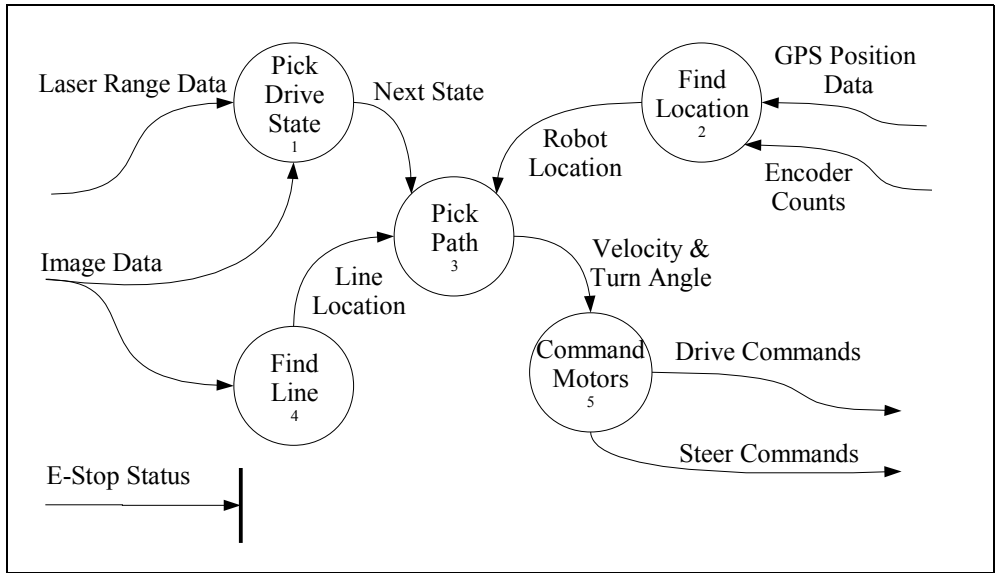 Laser Range Data
Pick
Drive
State
1
Next State
Find
Location
2
GPS Position
Data
Robot
Location
Encoder
Counts
Pick
Path
3
Image Data
Line
Location
Velocity &
Turn Angle
Find
Line
4
Command
Motors
5
Drive Commands
Steer Commands
E-Stop Status